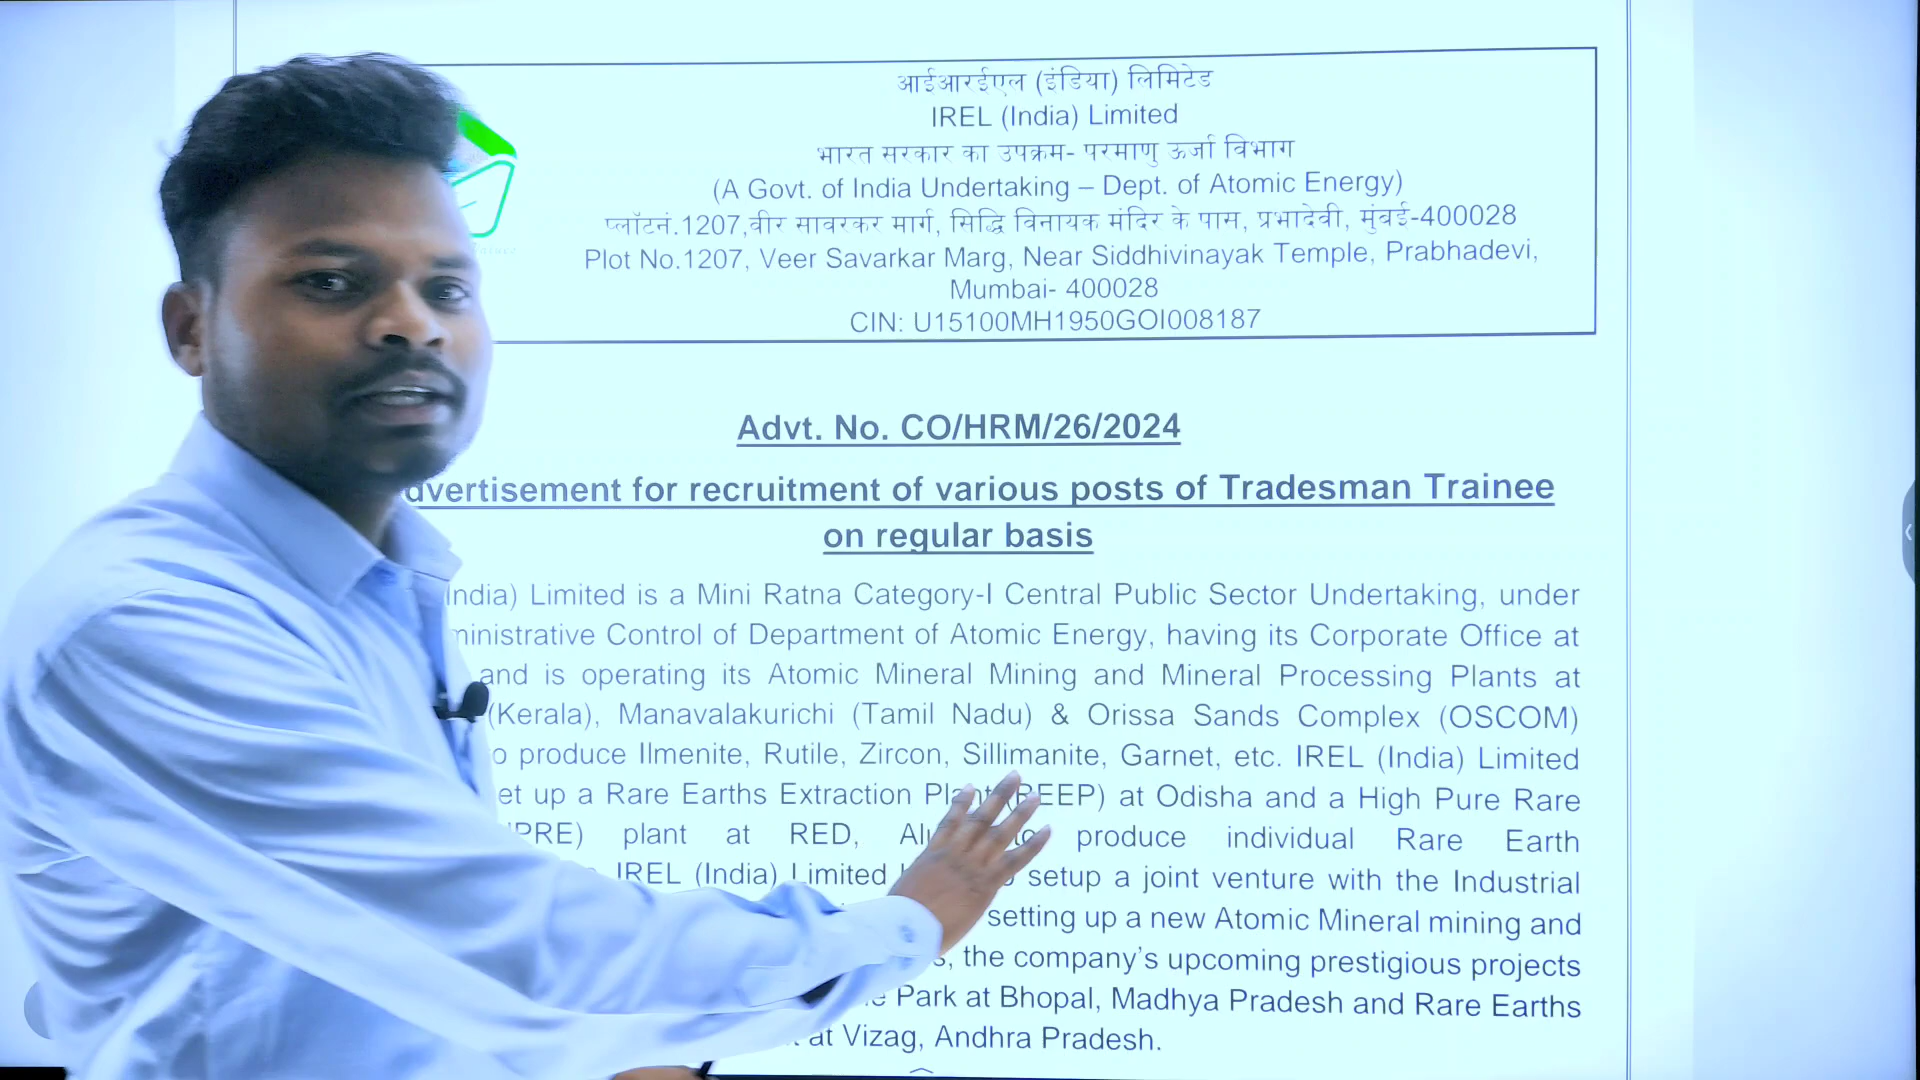 आईआरईएल (इंडिया) लिमिटेड
IREL (India) Limited
भारत सरकार का उपक्रम- परमाणु ऊर्जा विभाग
(A Govt. of India Undertaking – Dept. of Atomic Energy)
प्लॉटनं.1207,वीर सावरकर मार्ग, सिद्धि विनायक मंदिर के पास, प्रभादेवी, मुंबई-400028
Plot No.1207, Veer Savarkar Marg, Near Siddhivinayak Temple, Prabhadevi,
Mumbai- 400028
CIN: U15100MH1950GOI008187
Advt. No. CO/HRM/26/2024
dvertisement for recruitment of various posts of Tradesman Trainee
on regular basis
India) Limited is a Mini Ratna Category-I Central Public Sector Undertaking, under
ministrative Control of Department of Atomic Energy, having its Corporate Office at
and is operating its Atomic Mineral Mining and Mineral Processing Plants at
(Kerala), Manavalakurichi (Tamil Nadu) & Orissa Sands Complex (OSCOM)
o produce Ilmenite, Rutile, Zircon, Sillimanite, Garnet, etc. IREL (India) Limited
et up a Rare Earths Extraction Plant (REEP) at Odisha and a High Pure Rare
PRE) plant at RED, to produce individual Rare Earth
IREL (India) Limited setup a joint venture with the Industrial
setting up a new Atomic Mineral mining and
s, the company's upcoming prestigious projects
e Park at Bhopal, Madhya Pradesh and Rare Earths
at Vizag, Andhra Pradesh.